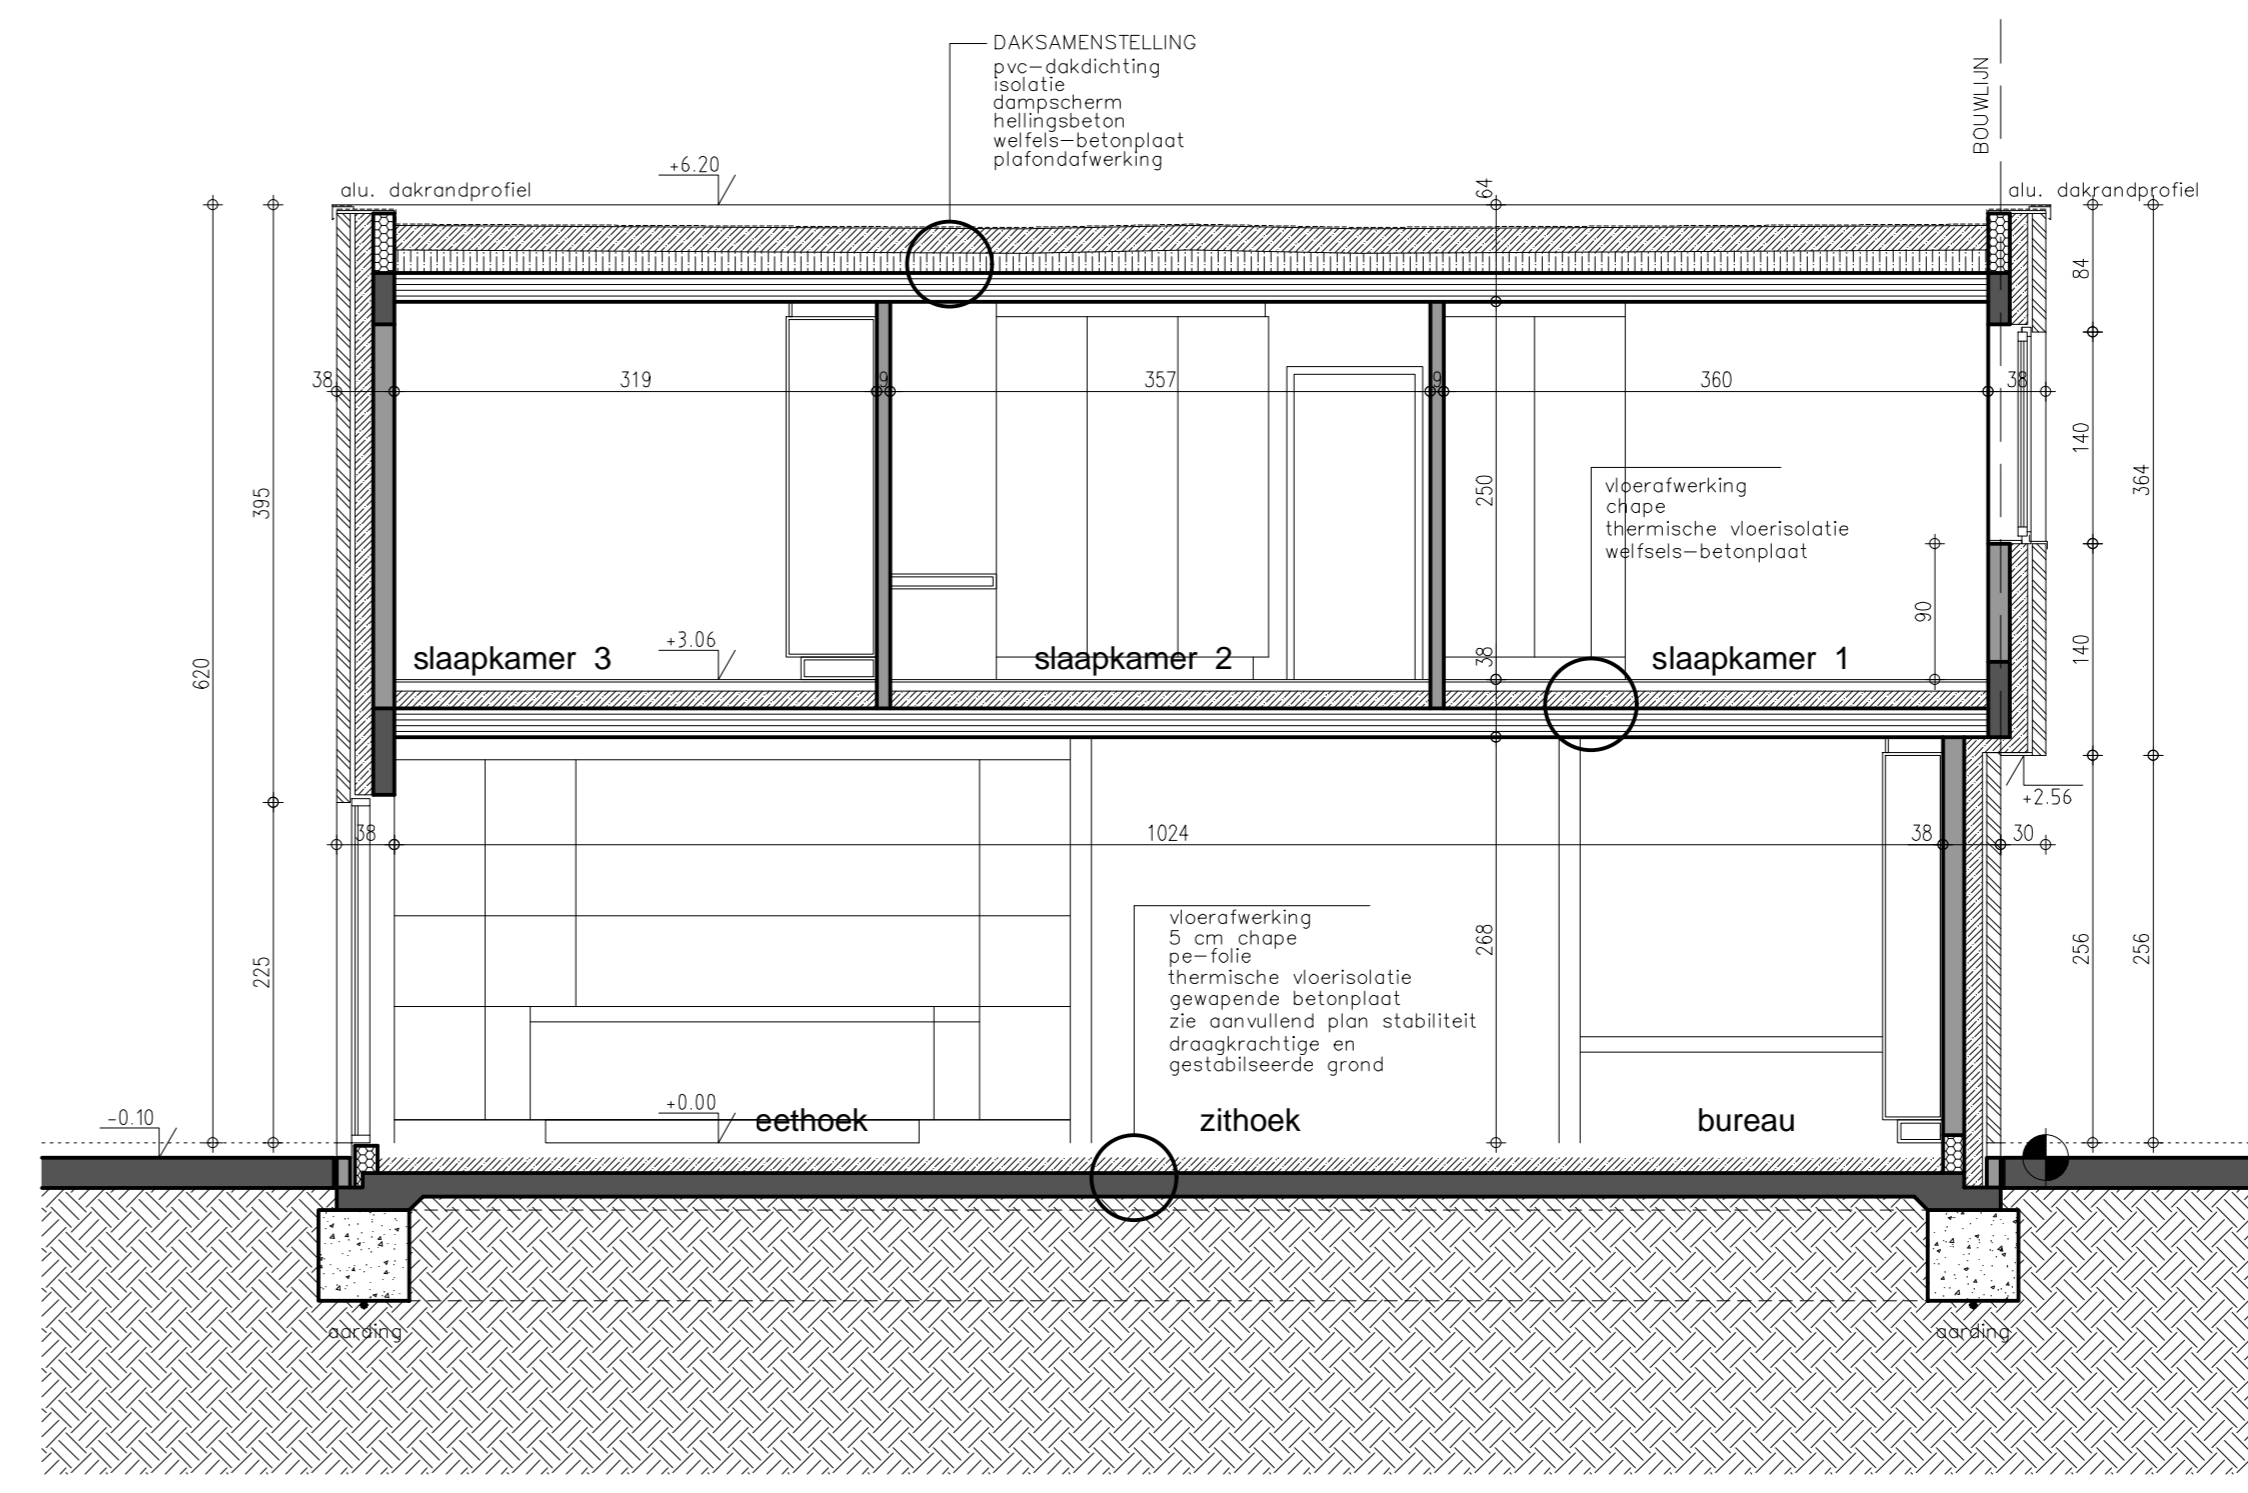 DAKSAMENSTELLING
pvc-dakdichting
isolatie
dampscherm
hellingsbeton
welfels-betonplaat
plafondafwerking
BOUWLIJN
+6.20
alu. dakrandprofiel
64
alu. dakrandprofiel
84
38
319
9
357
9
360
38
140
364
395
250
vloerafwerking
chape
thermische vloerisolatie
welfsels-betonplaat
90
140
620
+3.06
slaapkamer 3
slaapkamer 2
38
slaapkamer 1
+2.56
38
1024
38
30
225
268
256
256
vloerafwerking
5 cm chape
pe-folie
thermische vloerisolatie
gewapende betonplaat
zie aanvullend plan stabiliteit
draagkrachtige en
gestabilseerde grond
-0.10
+0.00
eethoek
zithoek
bureau
aarding
aarding